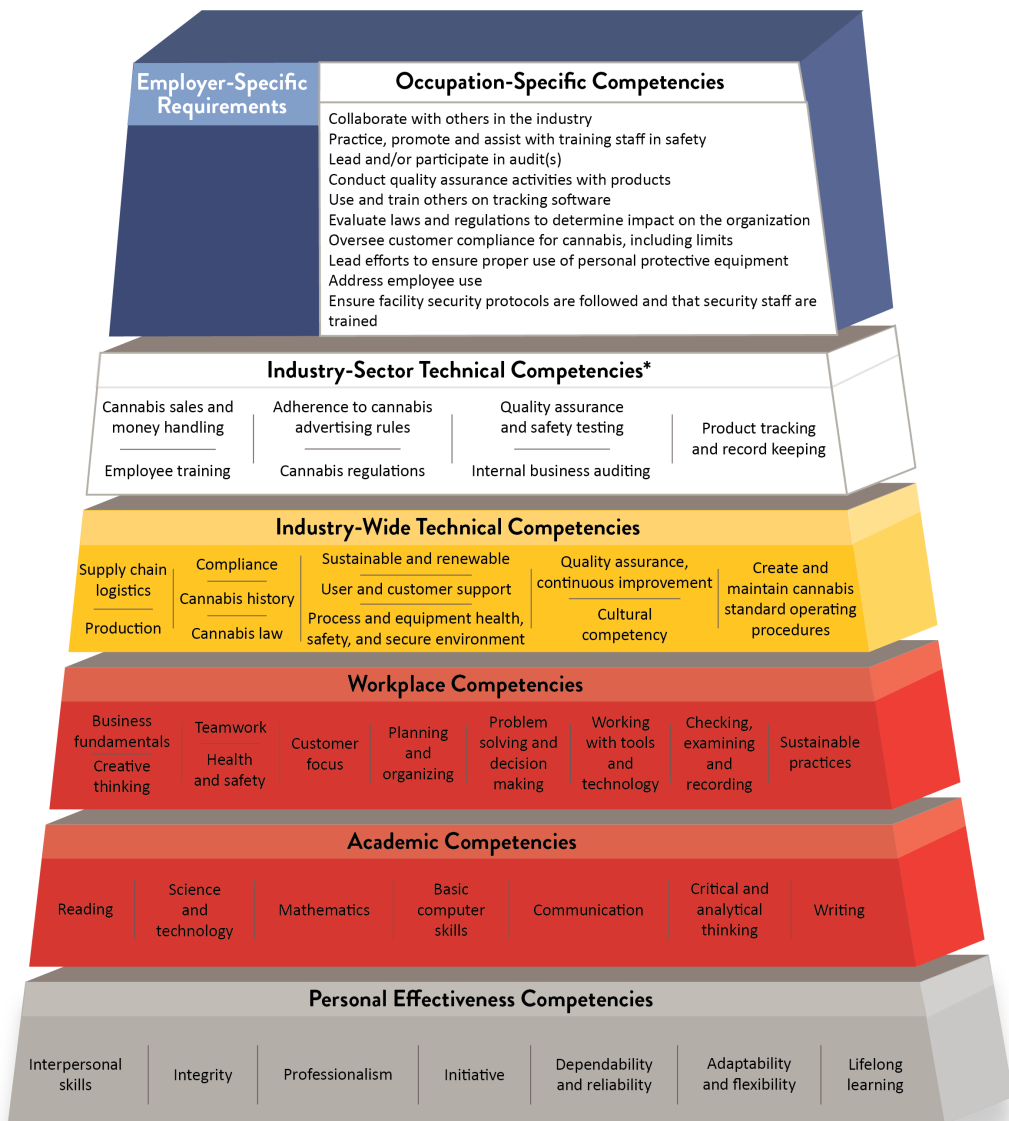 Employer-Specific
Requirements
Occupation-Specific Competencies
Collaborate with others in the industry
Practice, promote and assist with training staff in safety
Lead and/or participate in audit(s)
Conduct quality assurance activities with products
Use and train others on tracking software
Evaluate laws and regulations to determine impact on the organization
Oversee customer compliance for cannabis, including limits
Lead efforts to ensure proper use of personal protective equipment
Address employee use
Ensure facility security protocols are followed and that security staff are
trained
Industry-Sector Technical Competencies*
Cannabis sales and
money handling
Employee training
Adherence to cannabis
advertising rules
Cannabis regulations
Quality assurance
and safety testing
Internal business auditing
Product tracking
and record keeping
Industry-Wide Technical Competencies
Supply chain
logistics
Production
Compliance
Cannabis history
Cannabis law
Sustainable and renewable
User and customer support
Process and equipment health,
safety, and secure environment
Quality assurance,
continuous improvement
Cultural
competency
Create and
maintain cannabis
standard operating
procedures
Workplace Competencies
Business
fundamentals
Creative
thinking
Teamwork
Health
and safety
Customer
focus
Planning
and
organizing
Problem
solving and
decision
making
Working
with tools
and
technology
Checking,
examining
and
recording
Sustainable
practices
Academic Competencies
Reading
Science
and
technology
Mathematics
Basic
computer
skills
Communication
Critical and
analytical
thinking
Writing
Personal Effectiveness Competencies
Interpersonal
skills
Integrity
Professionalism
Initiative
Dependability
and reliability
Adaptability
and flexibility
Lifelong
learning